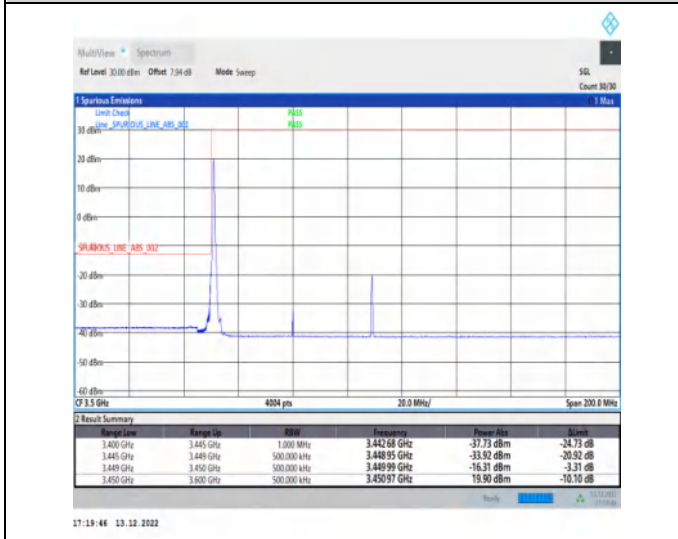 MultiView Spectrum
Ref Level 30.00 dBm Offset 7.94 dB Mode Sweep SGL
Count 30/30
1 Spurious Emissions 1 Max
Limit Check PASS
Line _SPURIOUS_LINE_ABS_002 PASS
30 dBm
20 dBm
10 dBm
0 dBm
SPURIOUS_LINE_ABS_002
-20 dBm
-30 dBm
-40 dBm
-50 dBm
-60 dBm
CF 3.5 GHz 4004 pts 20.0 MHz/ Span 200.0 MHz
2 Result Summary
Range Low Range Up RBW Frequency Power Abs ΔLimit
3.400 GHz 3.445 GHz 1.000 MHz 3.44268 GHz -37.73 dBm -24.73 dB
3.445 GHz 3.449 GHz 500.000 kHz 3.44895 GHz -33.92 dBm -20.92 dB
3.449 GHz 3.450 GHz 500.000 kHz 3.44999 GHz -16.31 dBm -3.31 dB
3.450 GHz 3.600 GHz 500.000 kHz 3.45097 GHz 19.90 dBm -10.10 dB
Ready
17:19:46 13.12.2022